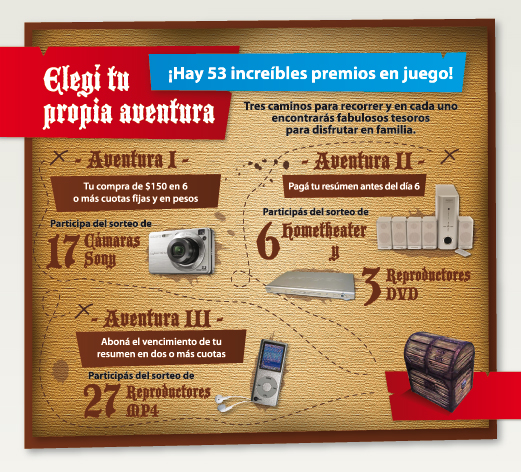 Elegí tu
propia aventura
¡Hay 53 increíbles premios en juego!
Tres caminos para recorrer y en cada uno
encontrarás fabulosos tesoros
para disfrutar en familia.
- Aventura I -
Tu compra de $150 en 6
o más cuotas fijas y en pesos
Participa del sorteo de
17 Cámaras
Sony
- Aventura II -
Pagá tu resúmen antes del día 6
Participás del sorteo de
6 Hometheater
y
3 Reproductores
DVD
- Aventura III -
Aboná el vencimiento de tu
resumen en dos o más cuotas
Participás del sorteo de
27 Reproductores
MP4